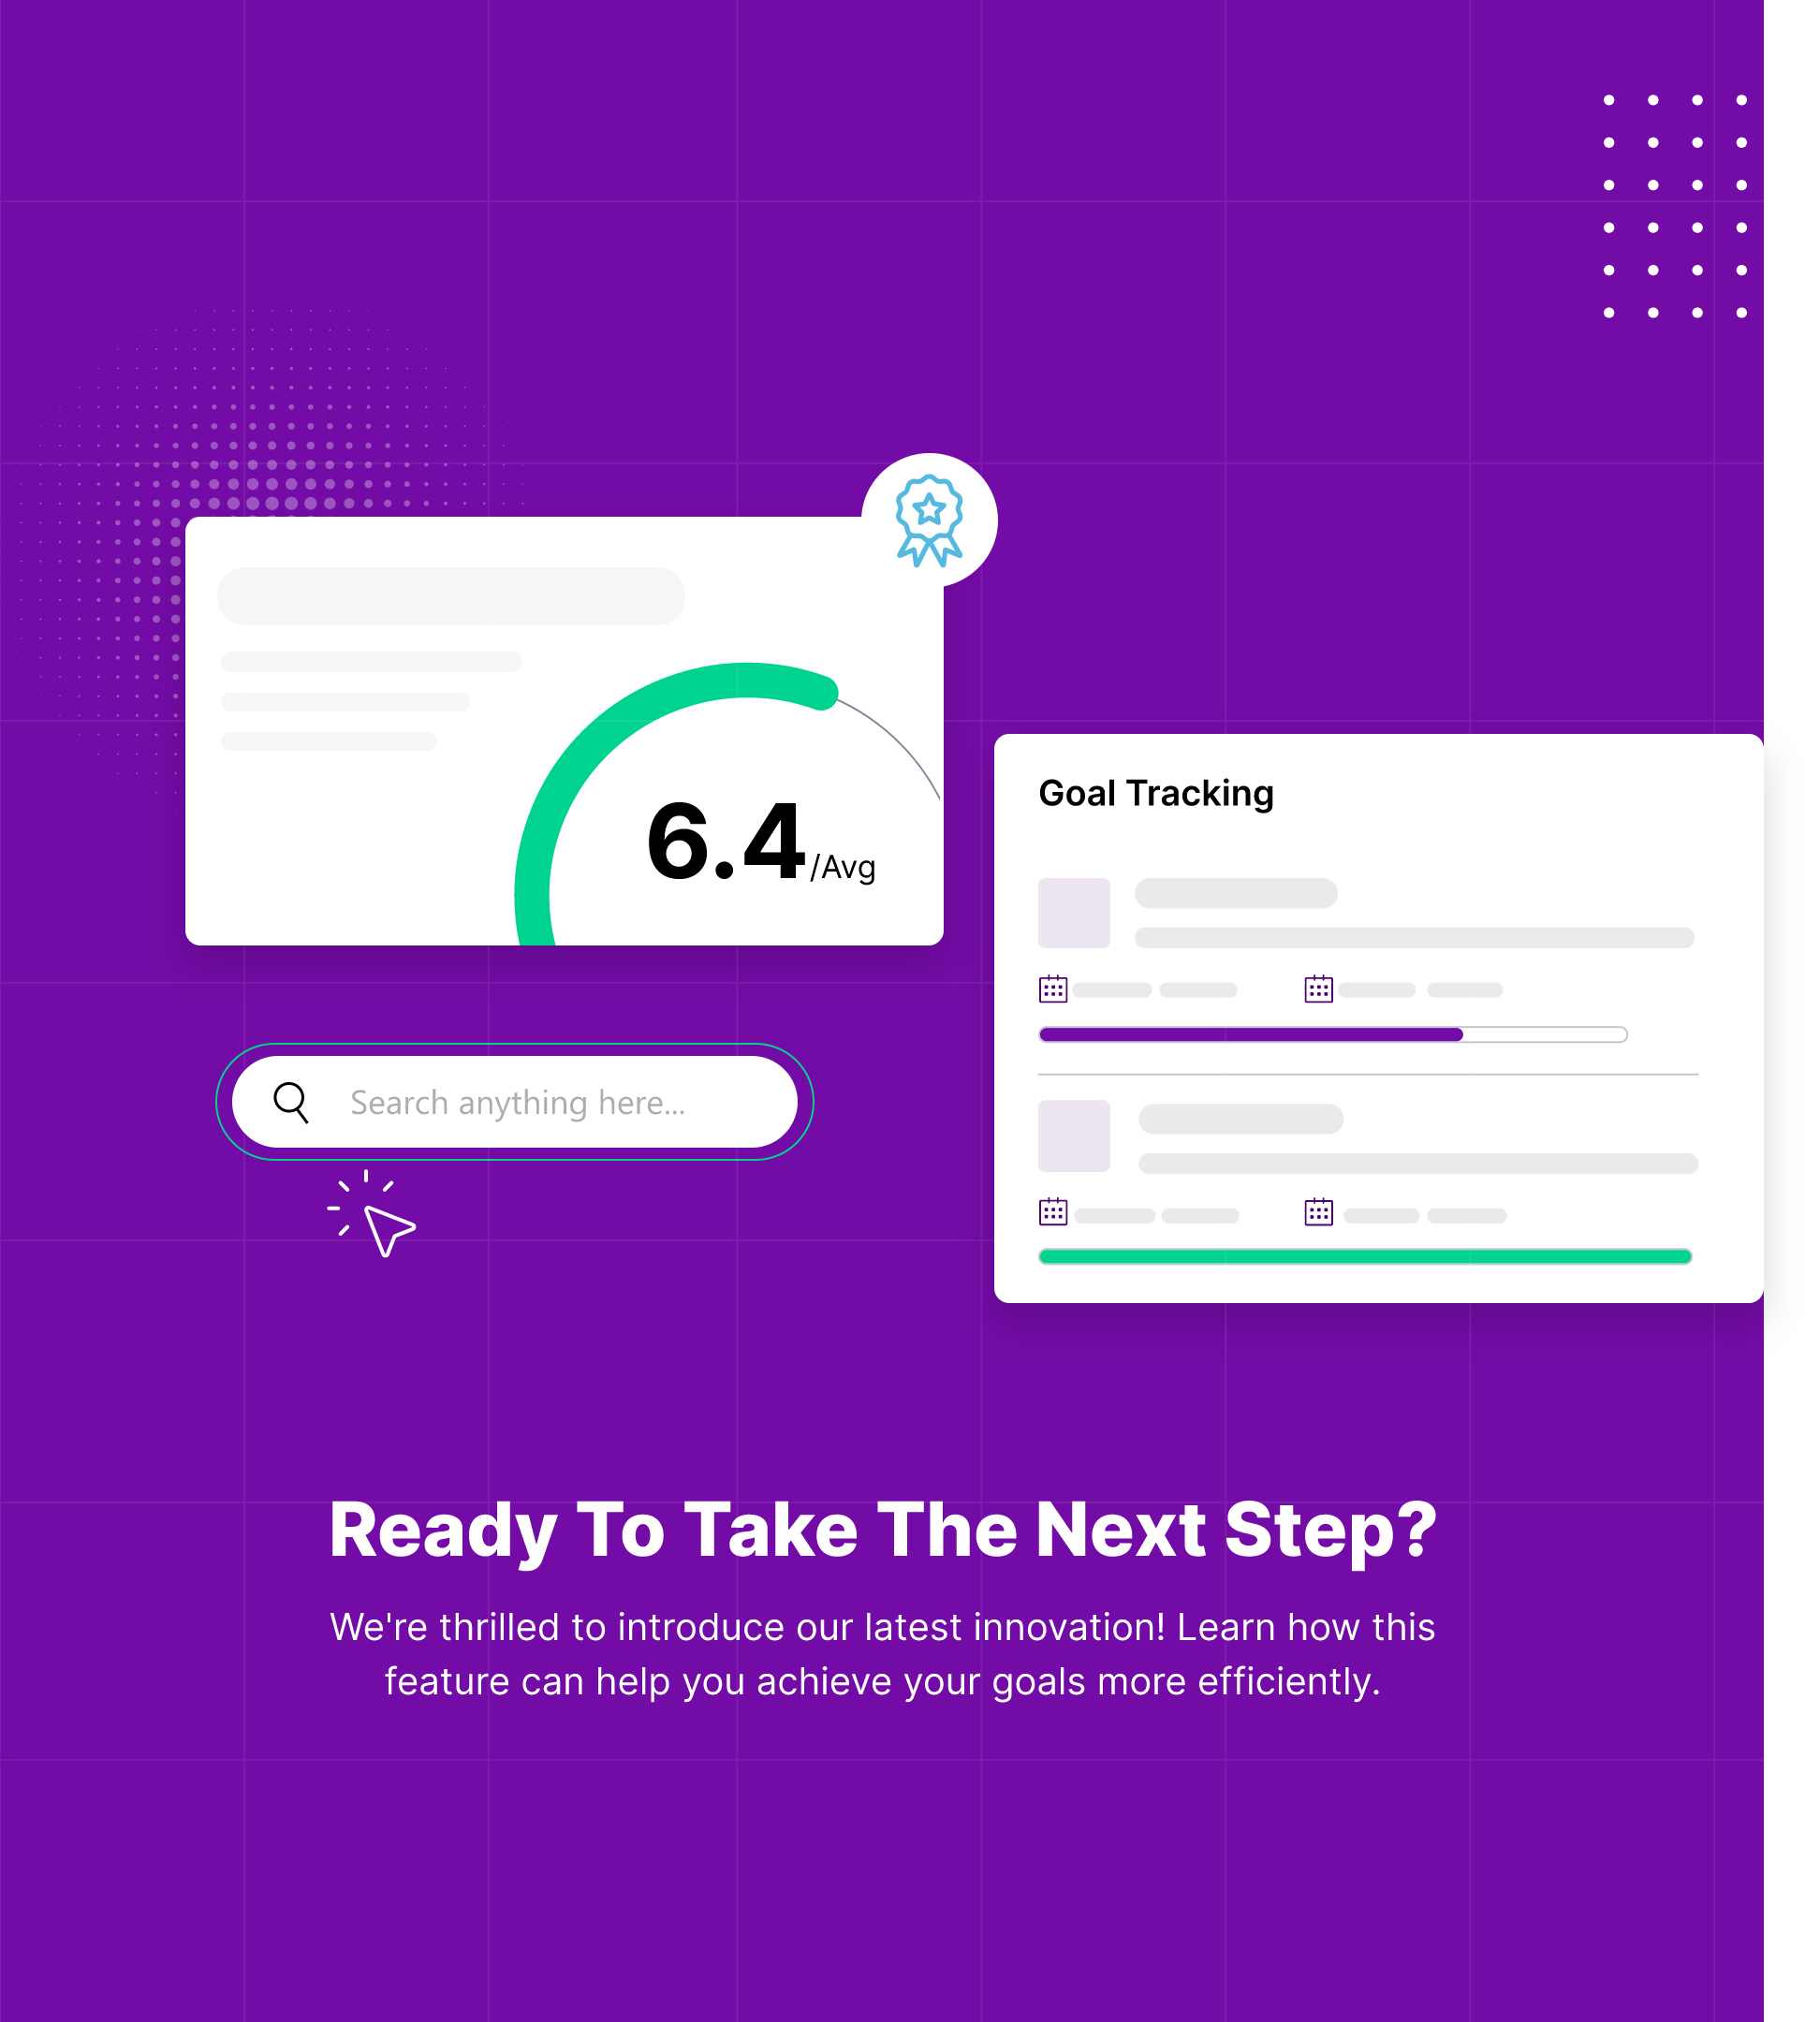 6.4/Avg
Goal Tracking
Search anything here...
Ready To Take The Next Step?
We're thrilled to introduce our latest innovation! Learn how this
feature can help you achieve your goals more efficiently.